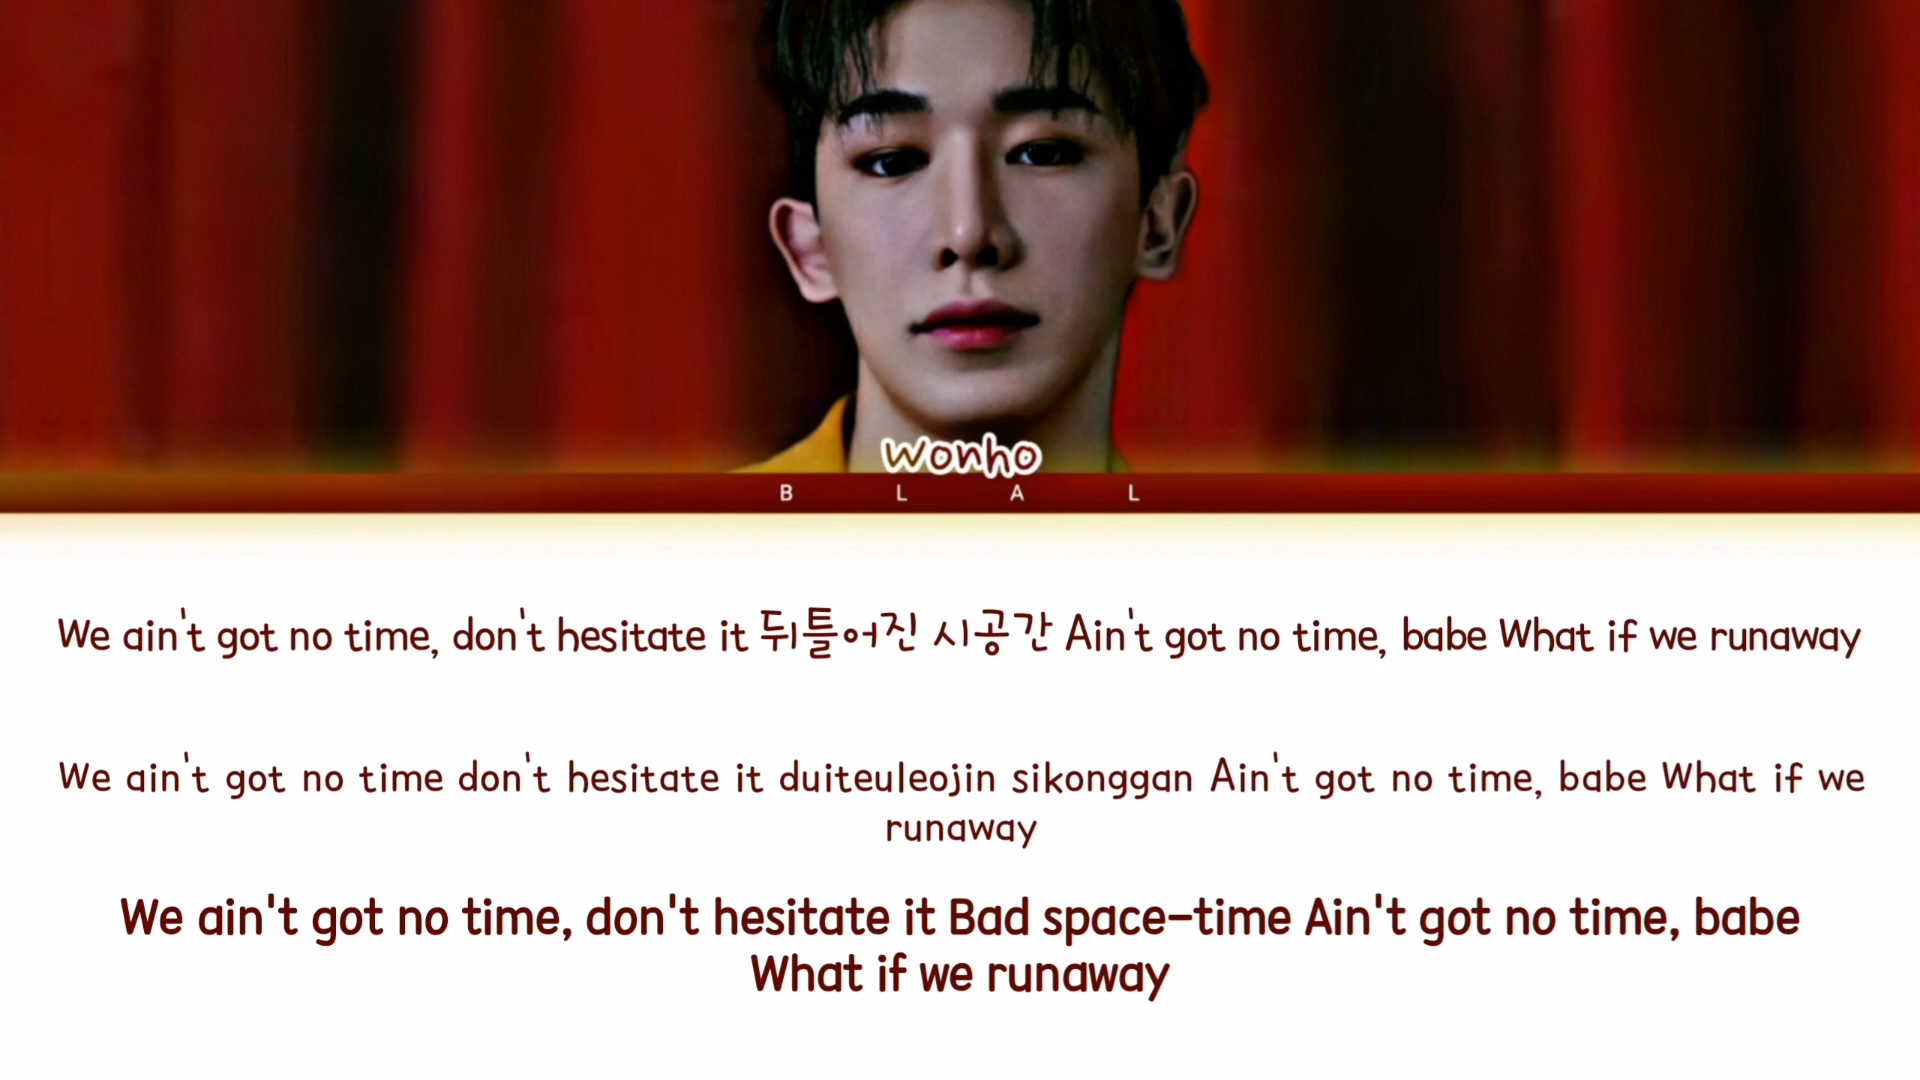 wonho
B L A L
We ain't got no time, don't hesitate it 뒤틀어진 시공간 Ain't got no time, babe What if we runaway
We ain't got no time don't hesitate it duiteuleojin sikonggan Ain't got no time, babe What if we
runaway
We ain't got no time, don't hesitate it Bad space-time Ain't got no time, babe
What if we runaway